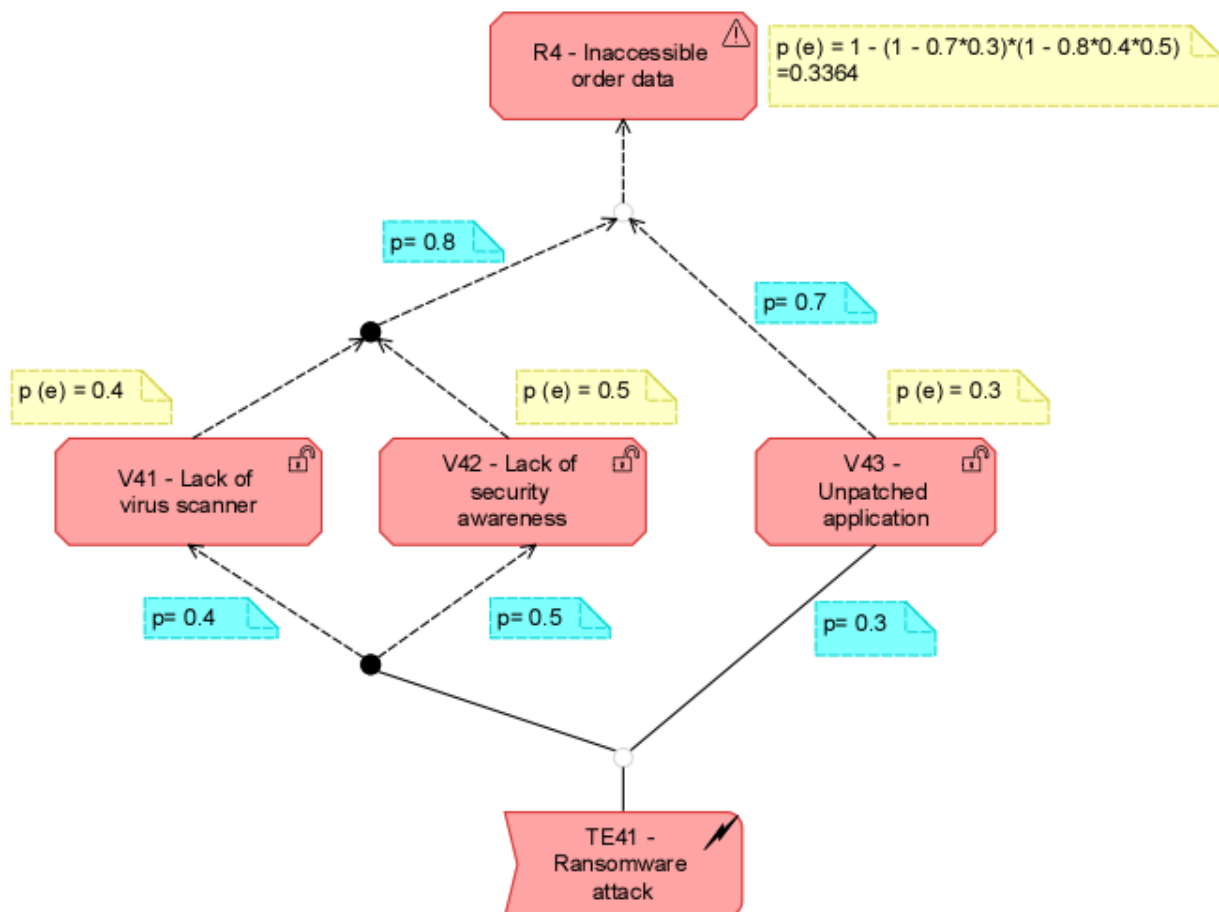 R4 - Inaccessible
order data
p (e) = 1 - (1 - 0.7*0.3)*(1 - 0.8*0.4*0.5)
=0.3364
p= 0.8
p= 0.7
p (e) = 0.4
p (e) = 0.5
p (e) = 0.3
V41 - Lack of
virus scanner
V42 - Lack of
security
awareness
V43 -
Unpatched
application
p= 0.4
p= 0.5
p= 0.3
TE41 -
Ransomware
attack